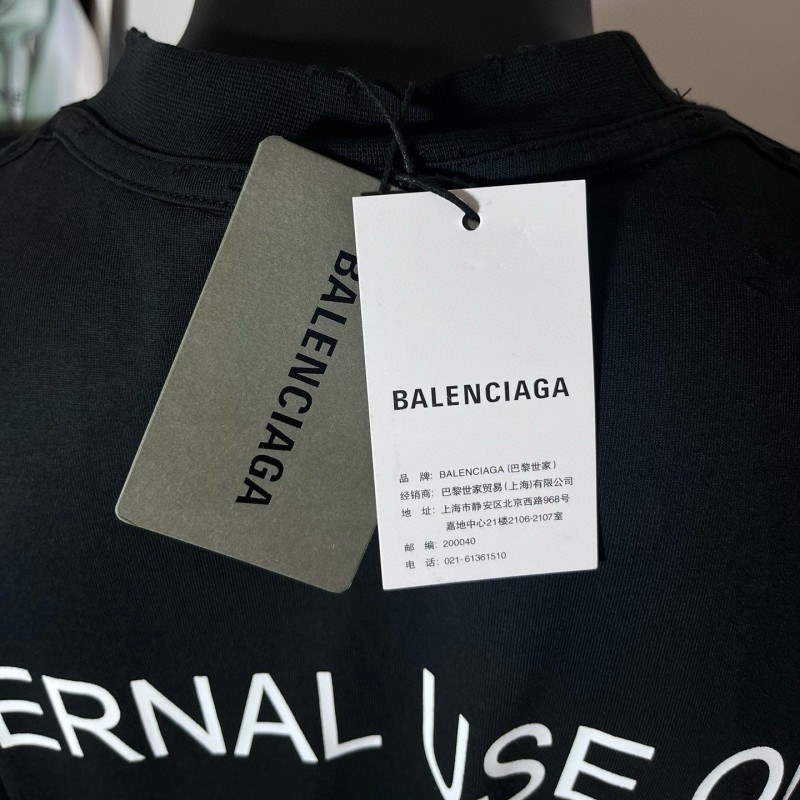 BALENCIAGA
BALENCIAGA
品 牌: BALENCIAGA (巴黎世家)
经销商: 巴黎世家贸易(上海)有限公司
地 址: 上海市静安区北京西路968号
嘉地中心21楼2106-2107室
邮 编: 200040
电 话: 021-61361510
ERNAL USE O